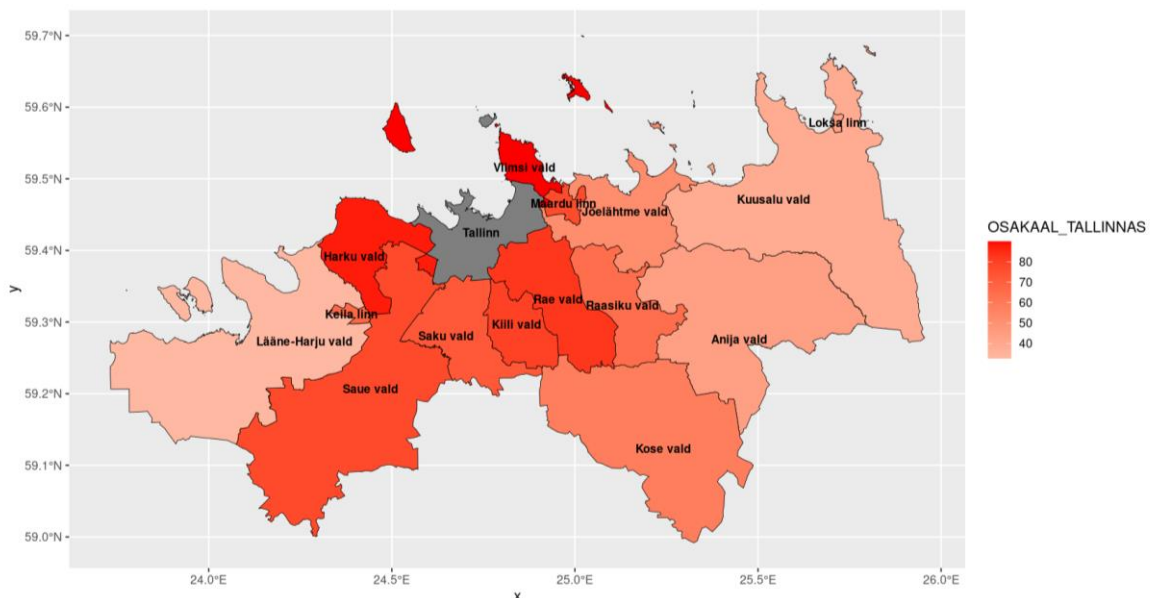 59.7°N
59.6°N
59.5°N
59.4°N
59.3°N
59.2°N
59.1°N
59.0°N
y
Loksa linn
Viimsi vald
Kuusalu vald
Maardu linn
Jõelähtme vald
Tallinn
Harku vald
Rae vald
Raasiku vald
Keila linn
Kiili vald
Saku vald
Anija vald
Lääne-Harju vald
Saue vald
Kose vald
24.0°E
24.5°E
25.0°E
25.5°E
26.0°E
x
OSAKAAL_TALLINNAS
80
70
60
50
40